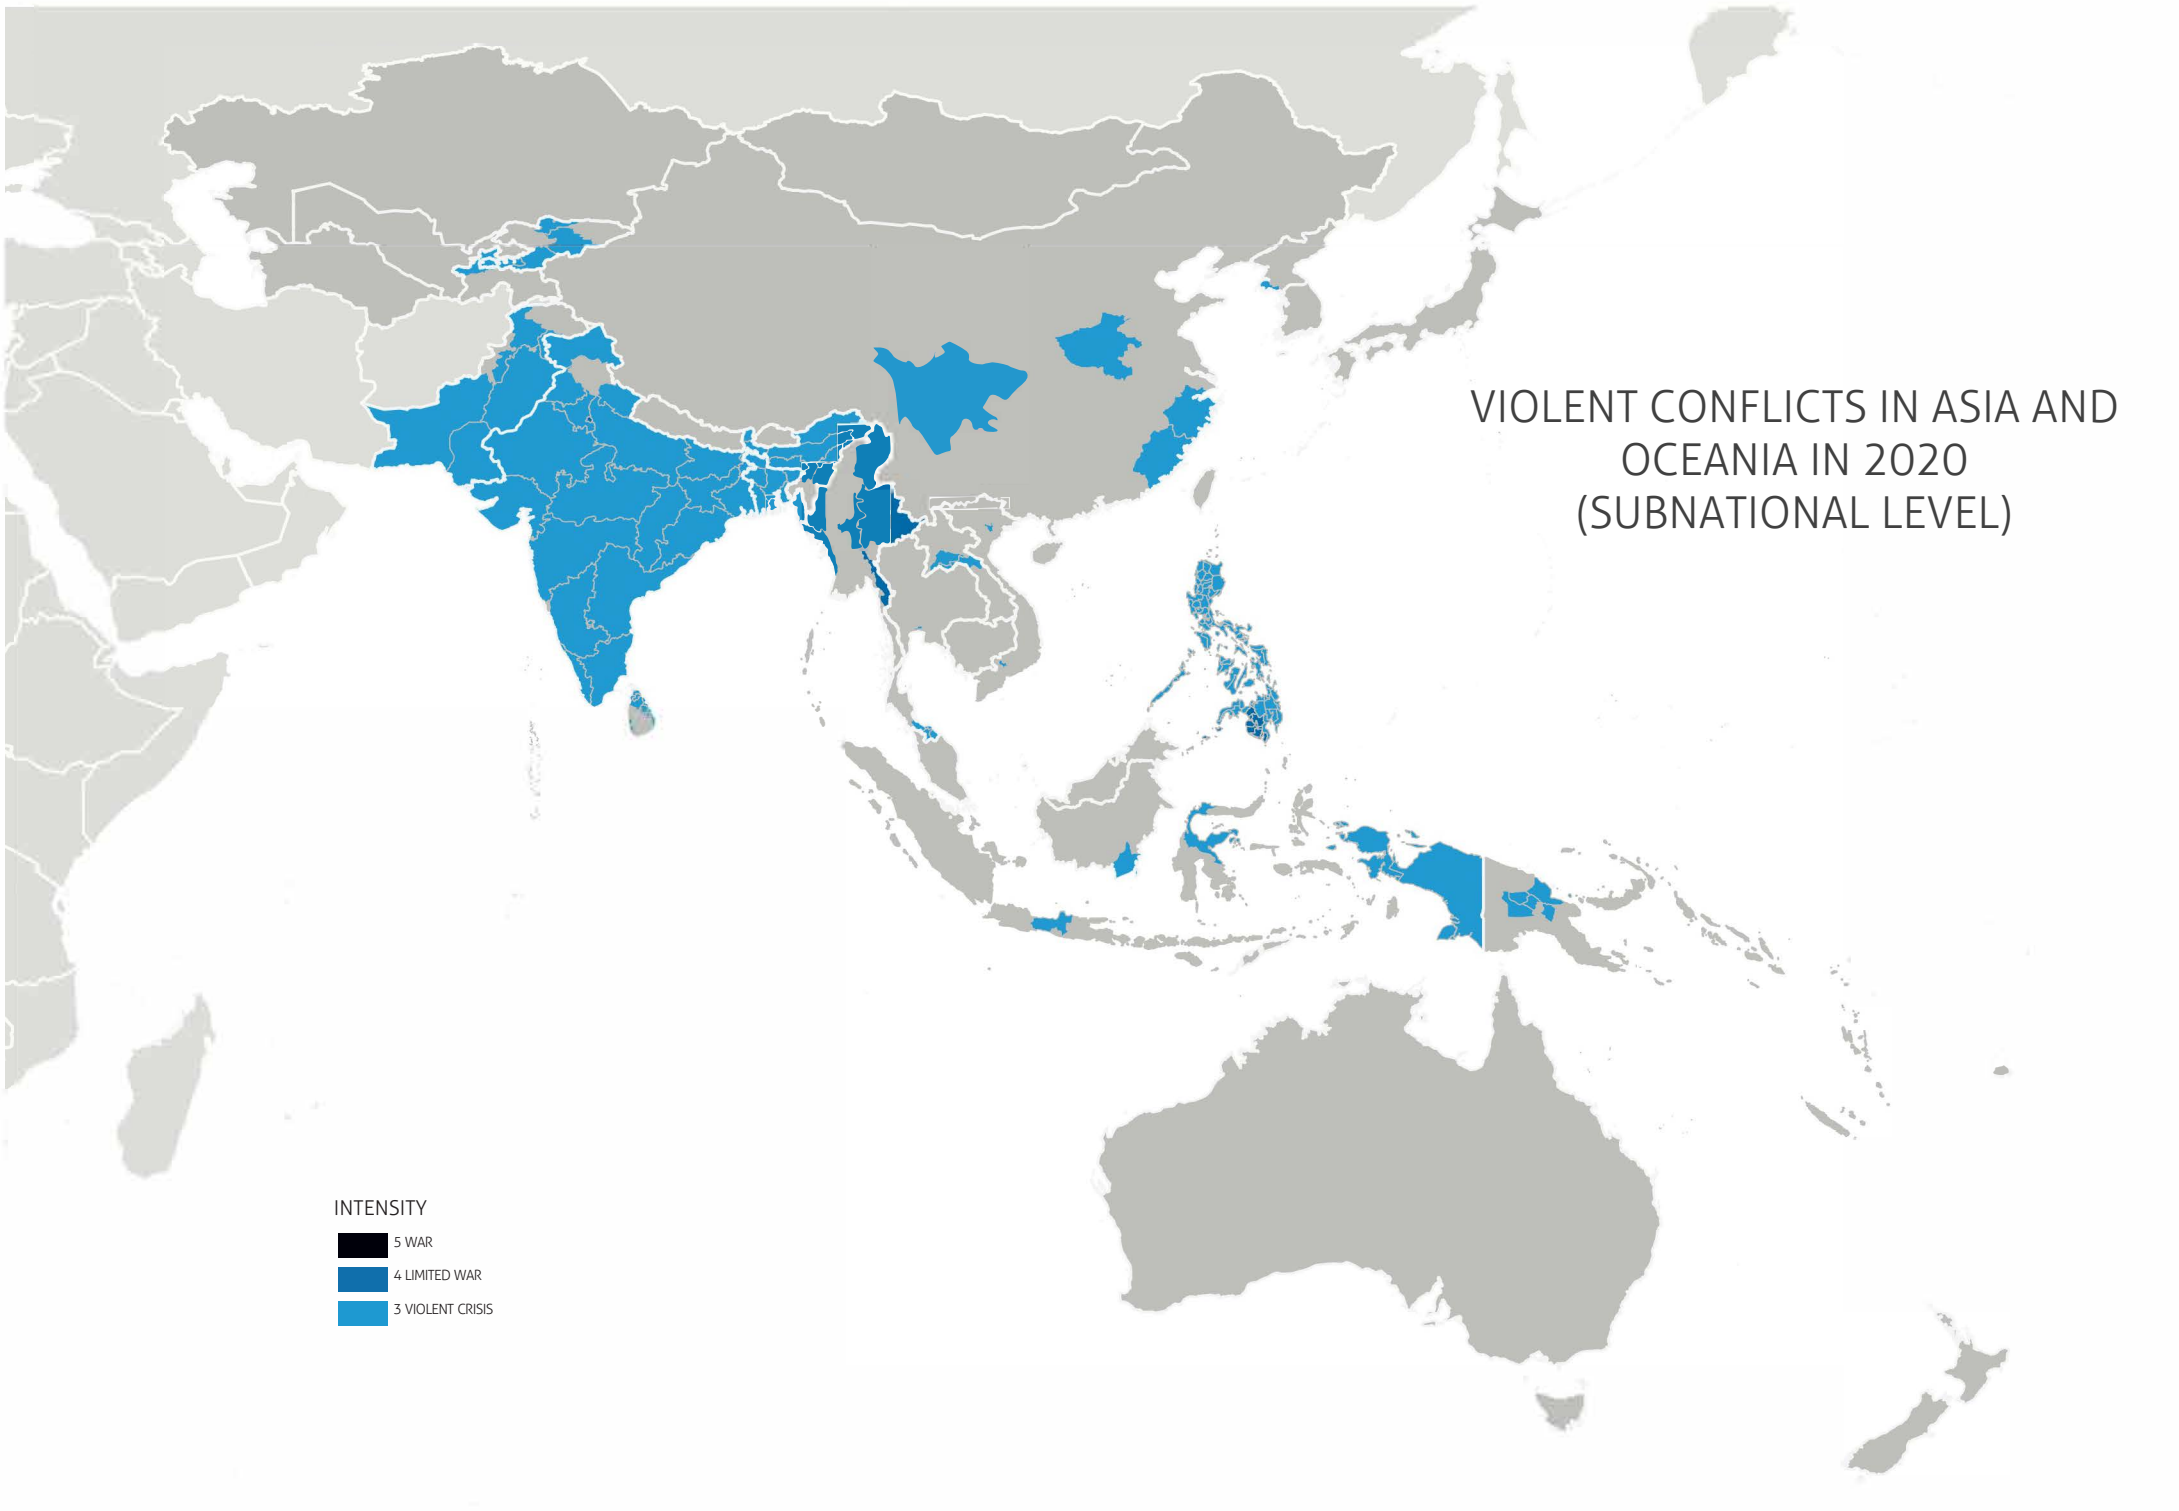 VIOLENT CONFLICTS IN ASIA AND
OCEANIA IN 2020
(SUBNATIONAL LEVEL)
INTENSITY
5 WAR
4 LIMITED WAR
3 VIOLENT CRISIS